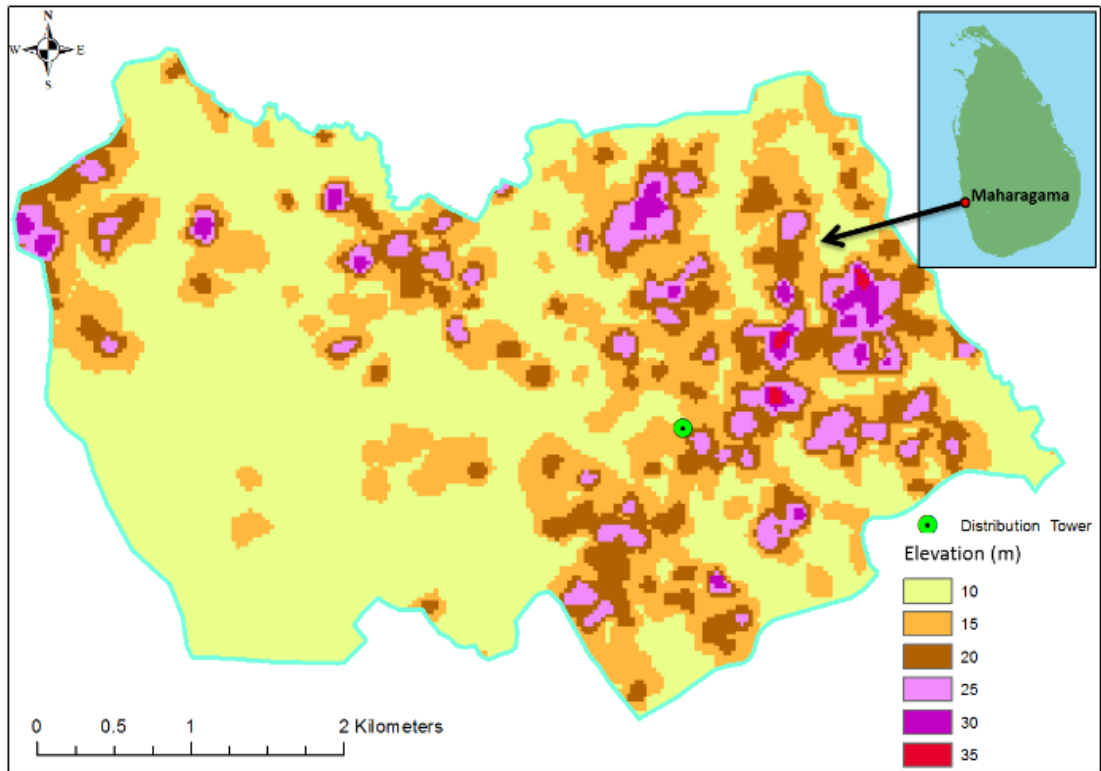 N
W E
S
Maharagama
Distribution Tower
Elevation (m)
10
15
20
25
30
35
0 0.5 1 2 Kilometers